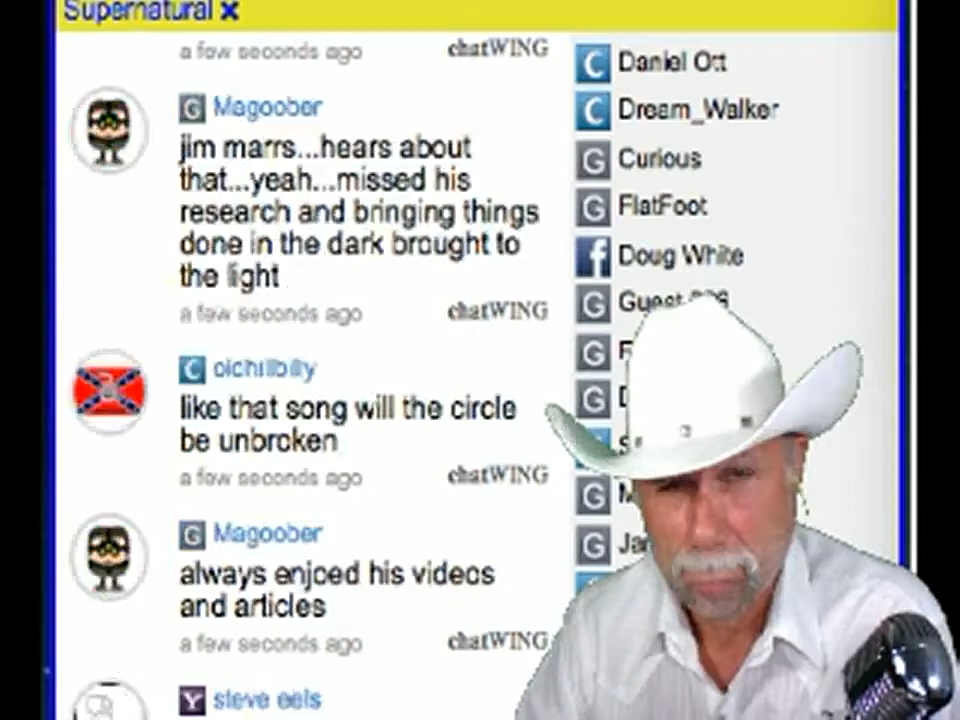 Supernatural x
a few seconds ago
chatWING
Magoober
jim marrs...hears about
that...yeah...missed his
research and bringing things
done in the dark brought to
the light
a few seconds ago
chatWING
olchillbilly
like that song will the circle
be unbroken
a few seconds ago
chatWING
Magoober
always enjoed his videos
and articles
a few seconds ago
chatWING
steve eels
C Daniel Ott
C Dream_Walker
G Curious
G FlatFoot
f Doug White
G Guest
G
G
G
G